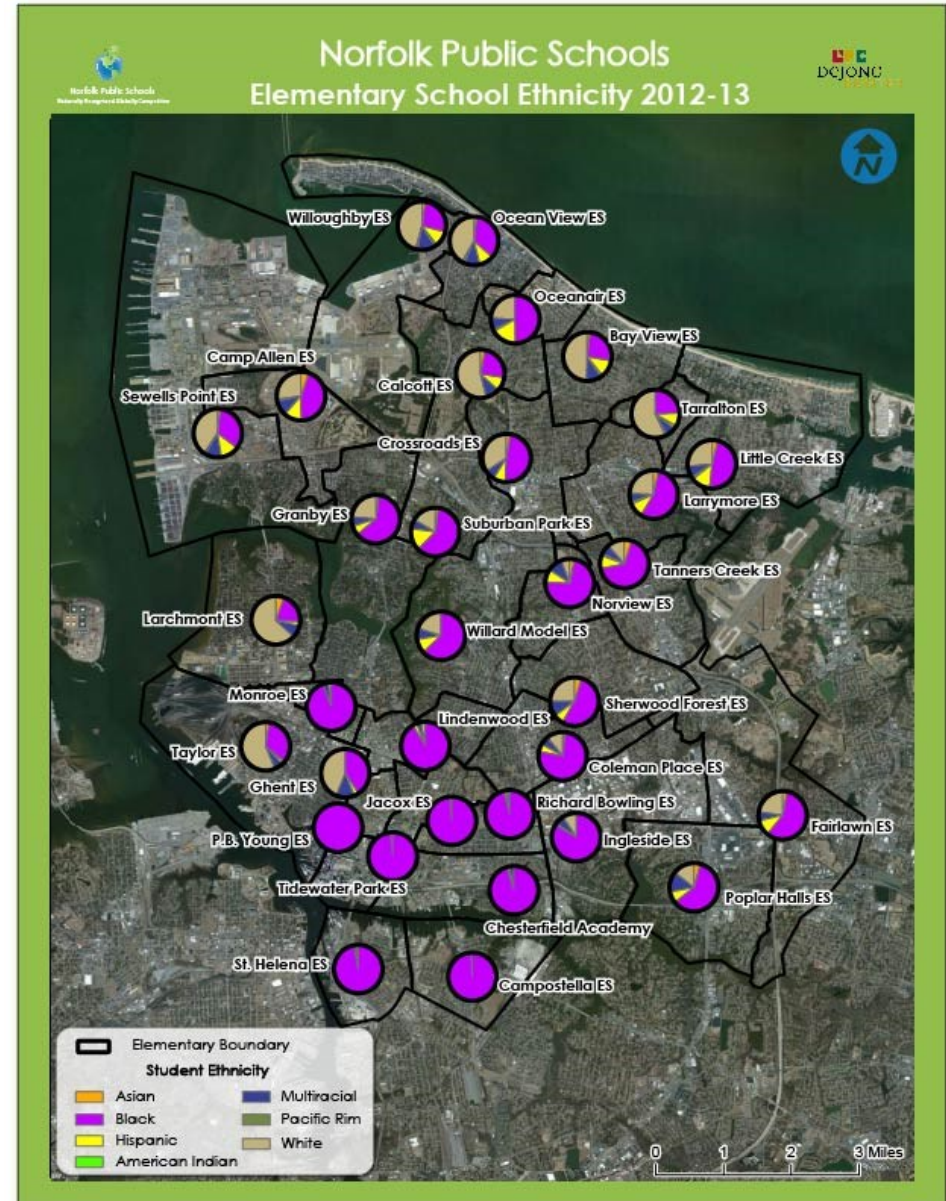 Norfolk Public Schools
Elementary School Ethnicity 2012-13
Norfolk Public Schools
DEJONG
N
Willoughby ES
Ocean View ES
Oceanair ES
Bay View ES
Camp Allen ES
Calcott ES
Sewells Point ES
Tarralton ES
Crossroads ES
Little Creek ES
Larrymore ES
Granby ES
Suburban Park ES
Tanners Creek ES
Norview ES
Larchmont ES
Willard Model ES
Monroe ES
Lindenwood ES
Sherwood Forest ES
Taylor ES
Coleman Place ES
Ghent ES
Jacox ES
Richard Bowling ES
Fairlawn ES
P.B. Young ES
Ingleside ES
Tidewater Park ES
Poplar Halls ES
Chesterfield Academy
St. Helena ES
Campostella ES
Elementary Boundary
Student Ethnicity
Asian
Multiracial
Black
Pacific Rim
Hispanic
White
American Indian
0 1 2 3 Miles